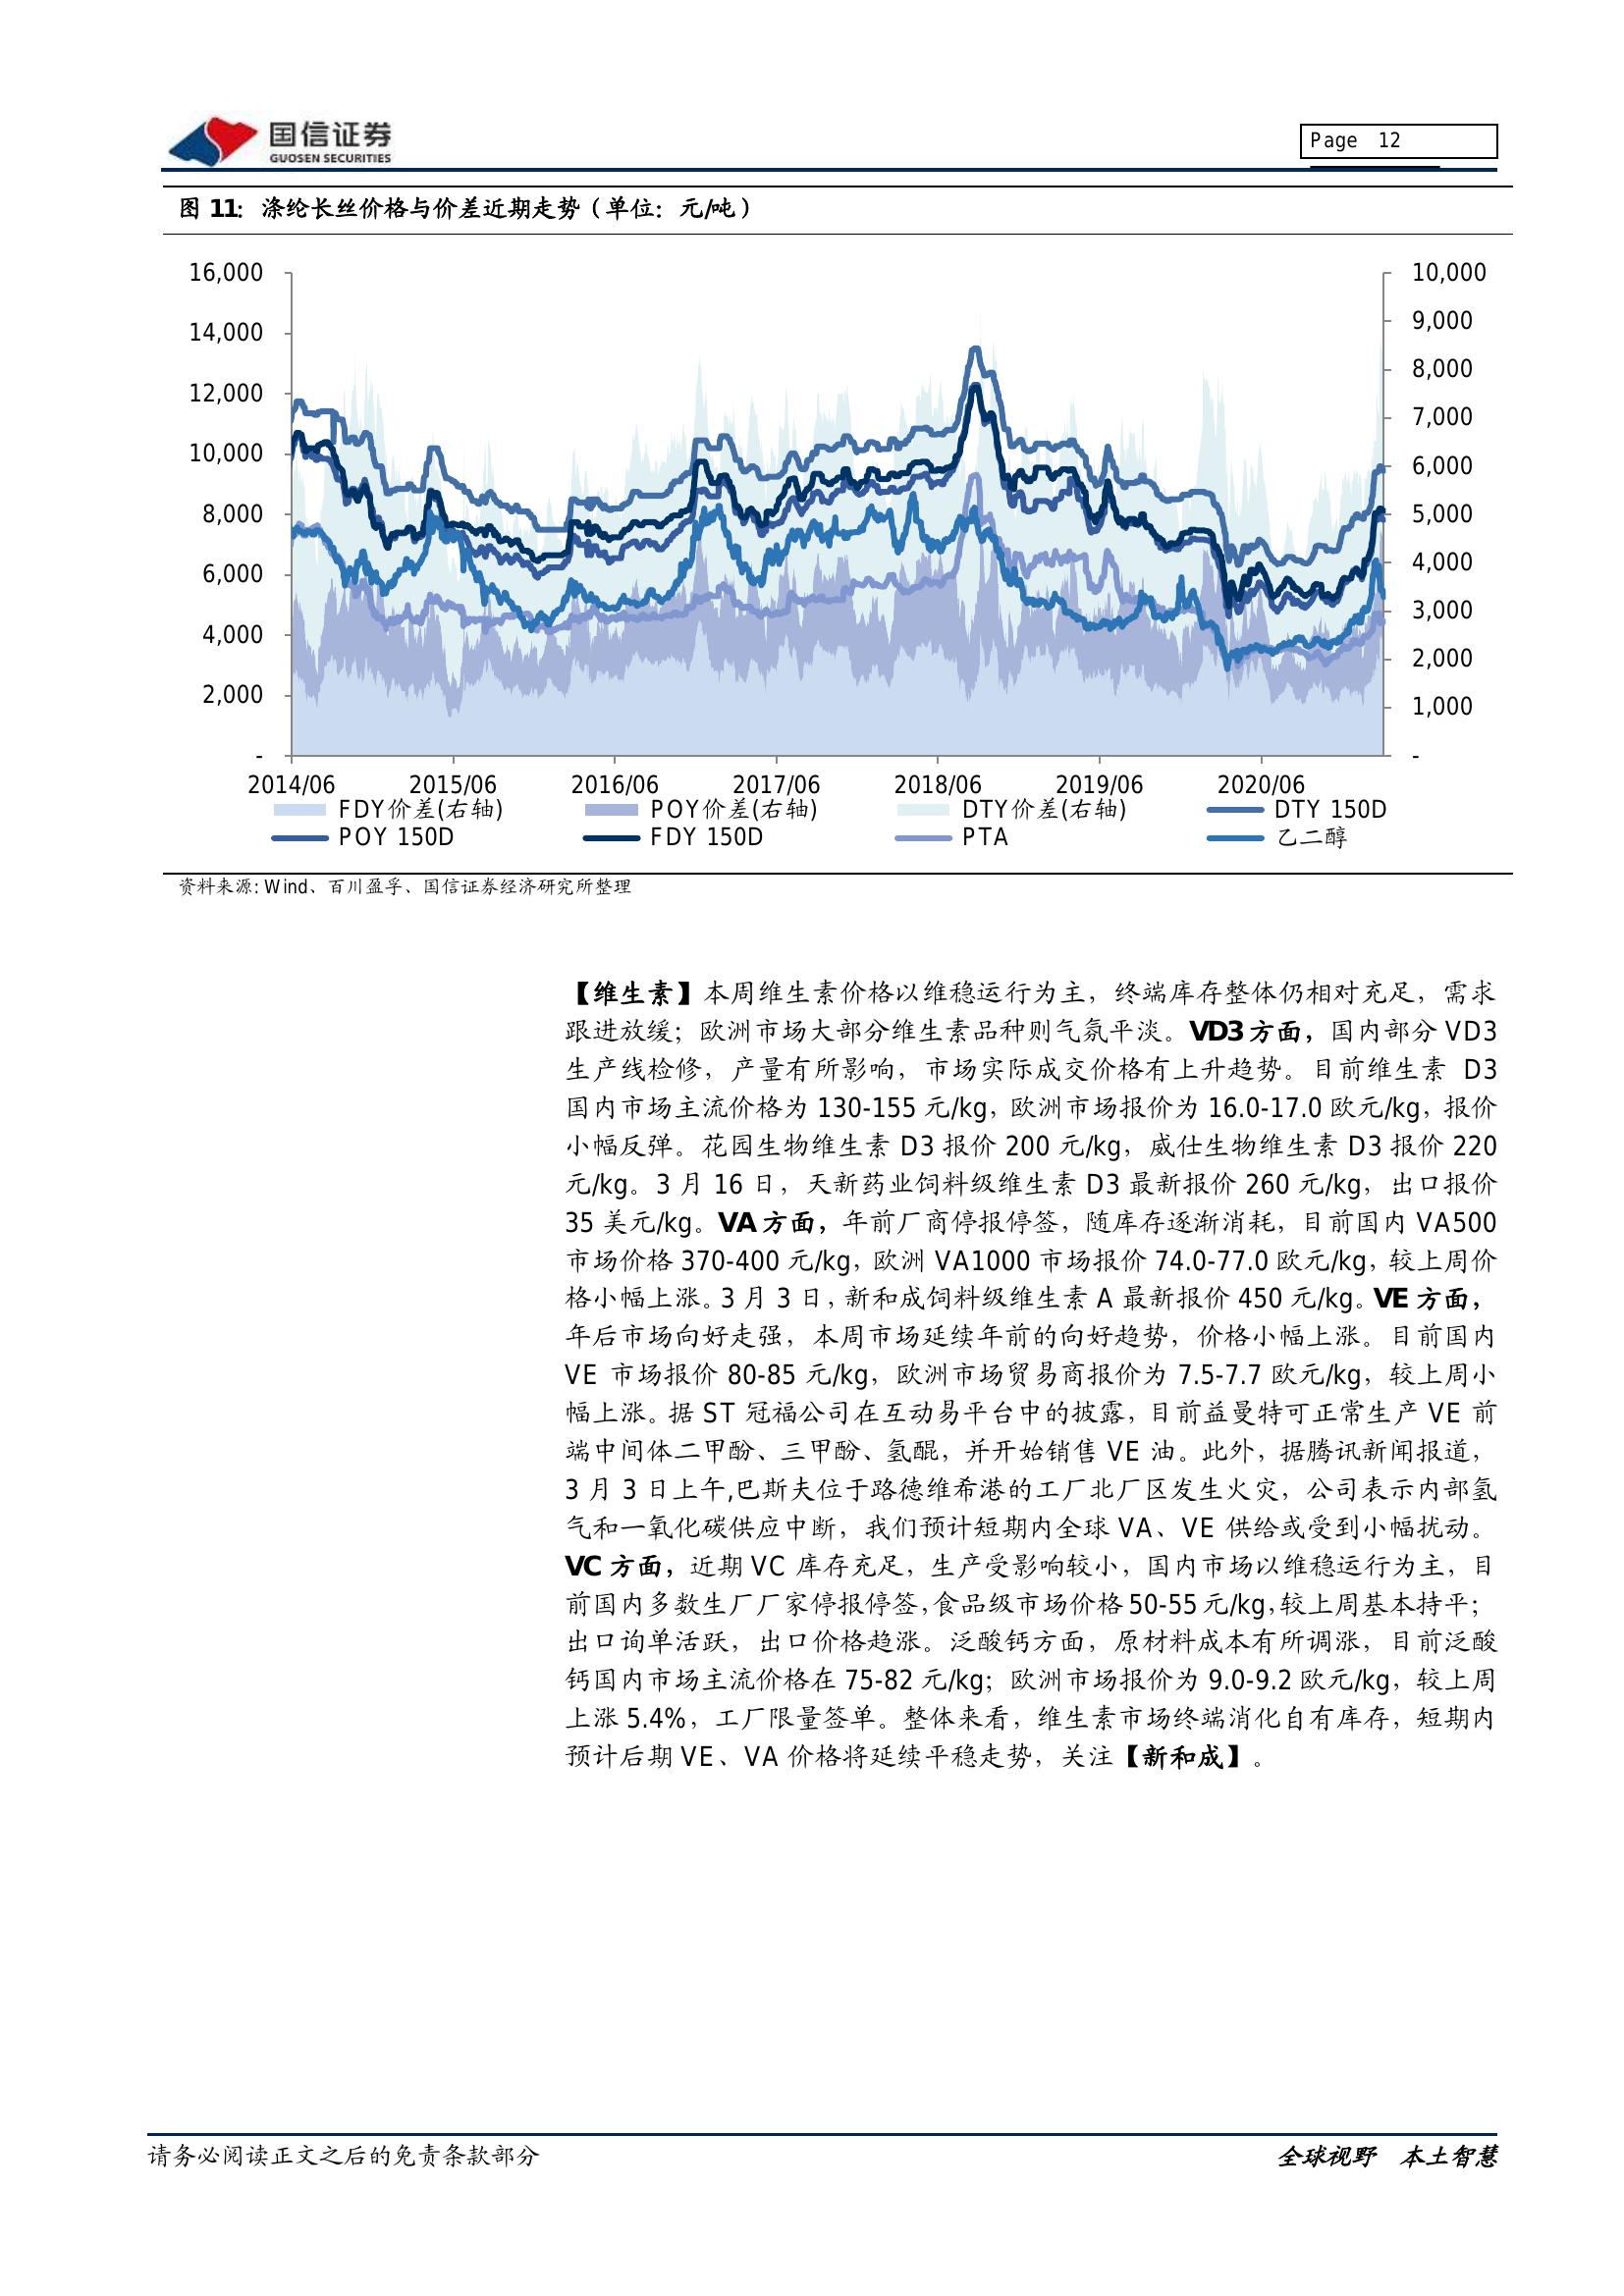 国信证券
GUOSEN SECURITIES
Page 12
图 11：涤纶长丝价格与价差近期走势（单位：元/吨）
16,000
14,000
12,000
10,000
8,000
6,000
4,000
2,000
-
10,000
9,000
8,000
7,000
6,000
5,000
4,000
3,000
2,000
1,000
-
2014/06 2015/06 2016/06 2017/06 2018/06 2019/06 2020/06
FDY价差(右轴) POY价差(右轴) DTY价差(右轴) DTY 150D
POY 150D FDY 150D PTA 乙二醇
资料来源: Wind、百川盈孚、国信证券经济研究所整理
【维生素】本周维生素价格以维稳运行为主，终端库存整体仍相对充足，需求
跟进放缓；欧洲市场大部分维生素品种则气氛平淡。VD3 方面，国内部分 VD3
生产线检修，产量有所影响，市场实际成交价格有上升趋势。目前维生素 D3
国内市场主流价格为 130-155 元/kg，欧洲市场报价为 16.0-17.0 欧元/kg，报价
小幅反弹。花园生物维生素 D3 报价 200 元/kg，威仕生物维生素 D3 报价 220
元/kg。3 月 16 日，天新药业饲料级维生素 D3 最新报价 260 元/kg，出口报价
35 美元/kg。VA 方面，年前厂商停报停签，随库存逐渐消耗，目前国内 VA500
市场价格 370-400 元/kg，欧洲 VA1000 市场报价 74.0-77.0 欧元/kg，较上周价
格小幅上涨。3 月 3 日，新和成饲料级维生素 A 最新报价 450 元/kg。VE 方面，
年后市场向好走强，本周市场延续年前的向好趋势，价格小幅上涨。目前国内
VE 市场报价 80-85 元/kg，欧洲市场贸易商报价为 7.5-7.7 欧元/kg，较上周小
幅上涨。据 ST 冠福公司在互动易平台中的披露，目前益曼特可正常生产 VE 前
端中间体二甲酚、三甲酚、氢醌，并开始销售 VE 油。此外，据腾讯新闻报道，
3 月 3 日上午,巴斯夫位于路德维希港的工厂北厂区发生火灾，公司表示内部氢
气和一氧化碳供应中断，我们预计短期内全球 VA、VE 供给或受到小幅扰动。
VC 方面，近期 VC 库存充足，生产受影响较小，国内市场以维稳运行为主，目
前国内多数生厂厂家停报停签，食品级市场价格 50-55 元/kg，较上周基本持平；
出口询单活跃，出口价格趋涨。泛酸钙方面，原材料成本有所调涨，目前泛酸
钙国内市场主流价格在 75-82 元/kg；欧洲市场报价为 9.0-9.2 欧元/kg，较上周
上涨 5.4%，工厂限量签单。整体来看，维生素市场终端消化自有库存，短期内
预计后期 VE、VA 价格将延续平稳走势，关注【新和成】。
请务必阅读正文之后的免责条款部分
全球视野 本土智慧